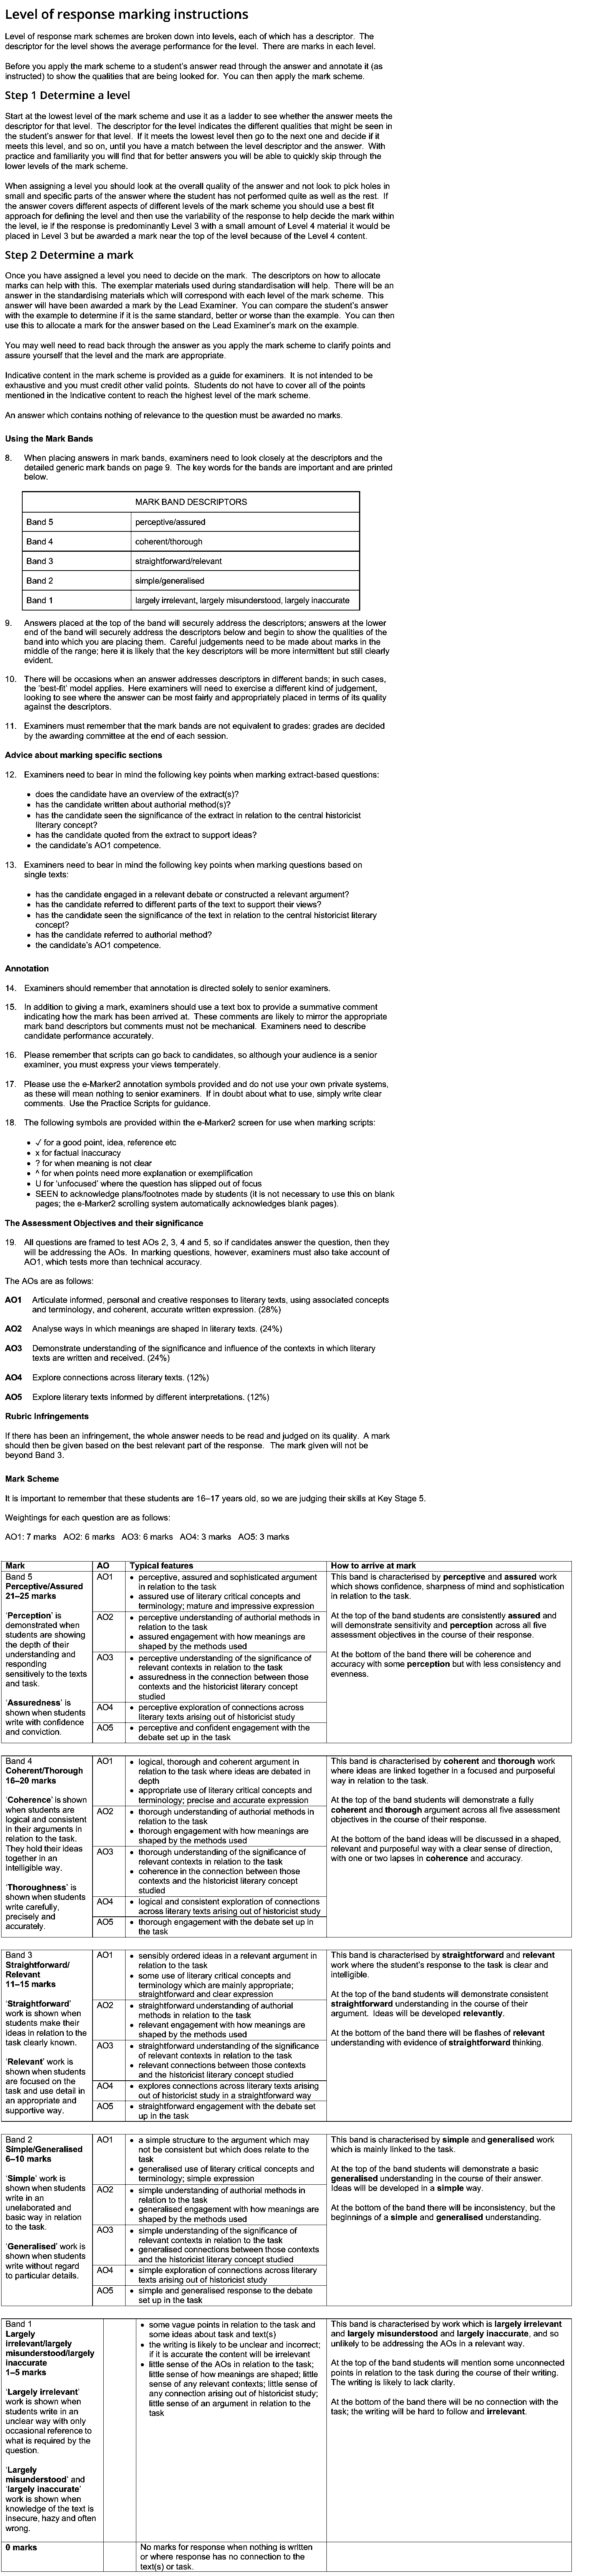 Level of response marking instructions
Level of response mark schemes are broken down into levels, each of which has a descriptor. The
descriptor for the level shows the average performance for the level. There are marks in each level.
Before you apply the mark scheme to a student's answer read through the answer and annotate it (as
instructed) to show the qualities that are being looked for. You can then apply the mark scheme.
Step 1 Determine a level
Start at the lowest level of the mark scheme and use it as a ladder to see whether the answer meets the
descriptor for that level. The descriptor for the level indicates the different qualities that might be seen in
the student's answer for that level. If it meets the lowest level then go to the next one and decide if it
meets this level, and so on, until you have a match between the level descriptor and the answer. With
practice and familiarity you will find that for better answers you will be able to quickly skip through the
lower levels of the mark scheme.
When assigning a level you should look at the overall quality of the answer and not look to pick holes in
small and specific parts of the answer where the student has not performed quite as well as the rest. If
the answer covers different aspects of different levels of the mark scheme you should use a best fit
approach for defining the level and then use the variability of the response to help decide the mark within
the level, ie if the response is predominantly Level 3 with a small amount of Level 4 material it would be
placed in Level 3 but be awarded a mark near the top of the level because of the Level 4 content.
Step 2 Determine a mark
Once you have assigned a level you need to decide on the mark. The descriptors on how to allocate
marks can help with this. The exemplar materials used during standardisation will help. There will be an
answer in the standardising materials which will correspond with each level of the mark scheme. This
answer will have been awarded a mark by the Lead Examiner. You can compare the student's answer
with the example to determine if it is the same standard, better or worse than the example. You can then
use this to allocate a mark for the answer based on the Lead Examiner's mark on the example.
You may well need to read back through the answer as you apply the mark scheme to clarify points and
assure yourself that the level and the mark are appropriate.
Indicative content in the mark scheme is provided as a guide for examiners. It is not intended to be
exhaustive and you must credit other valid points. Students do not have to cover all of the points
mentioned in the Indicative content to reach the highest level of the mark scheme.
An answer which contains nothing of relevance to the question must be awarded no marks.
Using the Mark Bands
8. When placing answers in mark bands, examiners need to look closely at the descriptors and the
detailed generic mark bands on page 9. The key words for the bands are important and are printed
below.
MARK BAND DESCRIPTORS
Band 5 perceptive/assured
Band 4 coherent/thorough
Band 3 straightforward/relevant
Band 2 simple/generalised
Band 1 largely irrelevant, largely misunderstood, largely inaccurate
9. Answers placed at the top of the band will securely address the descriptors; answers at the lower
end of the band will securely address the descriptors below and begin to show the qualities of the
band into which you are placing them. Careful judgements need to be made about marks in the
middle of the range; here it is likely that the key descriptors will be more intermittent but still clearly
evident.
10. There will be occasions when an answer addresses descriptors in different bands; in such cases,
the 'best-fit' model applies. Here examiners will need to exercise a different kind of judgement,
looking to see where the answer can be most fairly and appropriately placed in terms of its quality
against the descriptors.
11. Examiners must remember that the mark bands are not equivalent to grades: grades are decided
by the awarding committee at the end of each session.
Advice about marking specific sections
12. Examiners need to bear in mind the following key points when marking extract-based questions:
• does the candidate have an overview of the extract(s)?
• has the candidate written about authorial method(s)?
• has the candidate seen the significance of the extract in relation to the central historicist
literary concept?
• has the candidate quoted from the extract to support ideas?
• the candidate's AO1 competence.
13. Examiners need to bear in mind the following key points when marking questions based on
single texts:
• has the candidate engaged in a relevant debate or constructed a relevant argument?
• has the candidate referred to different parts of the text to support their views?
• has the candidate seen the significance of the text in relation to the central historicist literary
concept?
• has the candidate referred to authorial method?
• the candidate's AO1 competence.
Annotation
14. Examiners should remember that annotation is directed solely to senior examiners.
15. In addition to giving a mark, examiners should use a text box to provide a summative comment
indicating how the mark has been arrived at. These comments are likely to mirror the appropriate
mark band descriptors but comments must not be mechanical. Examiners need to describe
candidate performance accurately.
16. Please remember that scripts can go back to candidates, so although your audience is a senior
examiner, you must express your views temperately.
17. Please use the e-Marker2 annotation symbols provided and do not use your own private systems,
as these will mean nothing to senior examiners. If in doubt about what to use, simply write clear
comments. Use the Practice Scripts for guidance.
18. The following symbols are provided within the e-Marker2 screen for use when marking scripts:
• ✓ for a good point, idea, reference etc
• x for factual inaccuracy
• ? for when meaning is not clear
• ^ for when points need more explanation or exemplification
• U for 'unfocused' where the question has slipped out of focus
• SEEN to acknowledge plans/footnotes made by students (it is not necessary to use this on blank
pages; the e-Marker2 scrolling system automatically acknowledges blank pages).
The Assessment Objectives and their significance
19. All questions are framed to test AOs 2, 3, 4 and 5, so if candidates answer the question, then they
will be addressing the AOs. In marking questions, however, examiners must also take account of
AO1, which tests more than technical accuracy.
The AOs are as follows:
AO1 Articulate informed, personal and creative responses to literary texts, using associated concepts
and terminology, and coherent, accurate written expression. (28%)
AO2 Analyse ways in which meanings are shaped in literary texts. (24%)
AO3 Demonstrate understanding of the significance and influence of the contexts in which literary
texts are written and received. (24%)
AO4 Explore connections across literary texts. (12%)
AO5 Explore literary texts informed by different interpretations. (12%)
Rubric Infringements
If there has been an infringement, the whole answer needs to be read and judged on its quality. A mark
should then be given based on the best relevant part of the response. The mark given will not be
beyond Band 3.
Mark Scheme
It is important to remember that these students are 16–17 years old, so we are judging their skills at Key Stage 5.
Weightings for each question are as follows:
AO1: 7 marks AO2: 6 marks AO3: 6 marks AO4: 3 marks AO5: 3 marks
Mark AO Typical features How to arrive at mark
Band 5
Perceptive/Assured
21–25 marks
'Perception' is
demonstrated when
students are showing
the depth of their
understanding and
responding
sensitively to the texts
and task.
'Assuredness' is
shown when students
write with confidence
and conviction.
AO1 • perceptive, assured and sophisticated argument
in relation to the task
• assured use of literary critical concepts and
terminology; mature and impressive expression
AO2 • perceptive understanding of authorial methods in
relation to the task
• assured engagement with how meanings are
shaped by the methods used
AO3 • perceptive understanding of the significance of
relevant contexts in relation to the task
• assuredness in the connection between those
contexts and the historicist literary concept
studied
AO4 • perceptive exploration of connections across
literary texts arising out of historicist study
AO5 • perceptive and confident engagement with the
debate set up in the task
This band is characterised by perceptive and assured work
which shows confidence, sharpness of mind and sophistication
in relation to the task.
At the top of the band students are consistently assured and
will demonstrate sensitivity and perception across all five
assessment objectives in the course of their response.
At the bottom of the band there will be coherence and
accuracy with some perception but with less consistency and
evenness.
Band 4
Coherent/Thorough
16–20 marks
'Coherence' is shown
when students are
logical and consistent
in their arguments in
relation to the task.
They hold their ideas
together in an
intelligible way.
'Thoroughness' is
shown when students
write carefully,
precisely and
accurately.
AO1 • logical, thorough and coherent argument in
relation to the task where ideas are debated in
depth
• appropriate use of literary critical concepts and
terminology; precise and accurate expression
AO2 • thorough understanding of authorial methods in
relation to the task
• thorough engagement with how meanings are
shaped by the methods used
AO3 • thorough understanding of the significance of
relevant contexts in relation to the task
• coherence in the connection between those
contexts and the historicist literary concept
studied
AO4 • logical and consistent exploration of connections
across literary texts arising out of historicist study
AO5 • thorough engagement with the debate set up in
the task
This band is characterised by coherent and thorough work
where ideas are linked together in a focused and purposeful
way in relation to the task.
At the top of the band students will demonstrate a fully
coherent and thorough argument across all five assessment
objectives in the course of their response.
At the bottom of the band ideas will be discussed in a shaped,
relevant and purposeful way with a clear sense of direction,
with one or two lapses in coherence and accuracy.
Band 3
Straightforward/
Relevant
11–15 marks
'Straightforward'
work is shown when
students make their
ideas in relation to the
task clearly known.
'Relevant' work is
shown when students
are focused on the
task and use detail in
an appropriate and
supportive way.
AO1 • sensibly ordered ideas in a relevant argument in
relation to the task
• some use of literary critical concepts and
terminology which are mainly appropriate;
straightforward and clear expression
AO2 • straightforward understanding of authorial
methods in relation to the task
• relevant engagement with how meanings are
shaped by the methods used
AO3 • straightforward understanding of the significance
of relevant contexts in relation to the task
• relevant connections between those contexts
and the historicist literary concept studied
AO4 • explores connections across literary texts arising
out of historicist study in a straightforward way
AO5 • straightforward engagement with the debate set
up in the task
This band is characterised by straightforward and relevant
work where the student's response to the task is clear and
intelligible.
At the top of the band students will demonstrate consistent
straightforward understanding in the course of their
argument. Ideas will be developed relevantly.
At the bottom of the band there will be flashes of relevant
understanding with evidence of straightforward thinking.
Band 2
Simple/Generalised
6–10 marks
'Simple' work is
shown when students
write in an
unelaborated and
basic way in relation
to the task.
'Generalised' work is
shown when students
write without regard
to particular details.
AO1 • a simple structure to the argument which may
not be consistent but which does relate to the
task
• generalised use of literary critical concepts and
terminology; simple expression
AO2 • simple understanding of authorial methods in
relation to the task
• generalised engagement with how meanings are
shaped by the methods used
AO3 • simple understanding of the significance of
relevant contexts in relation to the task
• generalised connections between those contexts
and the historicist literary concept studied
AO4 • simple exploration of connections across literary
texts arising out of historicist study
AO5 • simple and generalised response to the debate
set up in the task
This band is characterised by simple and generalised work
which is mainly linked to the task.
At the top of the band students will demonstrate a basic
generalised understanding in the course of their answer.
Ideas will be developed in a simple way.
At the bottom of the band there will be inconsistency, but the
beginnings of a simple and generalised understanding.
Band 1
Largely
irrelevant/largely
misunderstood/largely
inaccurate
1–5 marks
'Largely irrelevant'
work is shown when
students write in an
unclear way with only
occasional reference to
what is required by the
question.
'Largely
misunderstood' and
'largely inaccurate'
work is shown when
knowledge of the text is
insecure, hazy and often
wrong.
• some vague points in relation to the task and
some ideas about task and text(s)
• the writing is likely to be unclear and incorrect;
if it is accurate the content will be irrelevant
• little sense of the AOs in relation to the task;
little sense of how meanings are shaped; little
sense of any relevant contexts; little sense of
any connection arising out of historicist study;
little sense of an argument in relation to the
task
This band is characterised by work which is largely irrelevant
and largely misunderstood and largely inaccurate, and so
unlikely to be addressing the AOs in a relevant way.
At the top of the band students will mention some unconnected
points in relation to the task during the course of their writing.
The writing is likely to lack clarity.
At the bottom of the band there will be no connection with the
task; the writing will be hard to follow and irrelevant.
0 marks
No marks for response when nothing is written
or where response has no connection to the
text(s) or task.